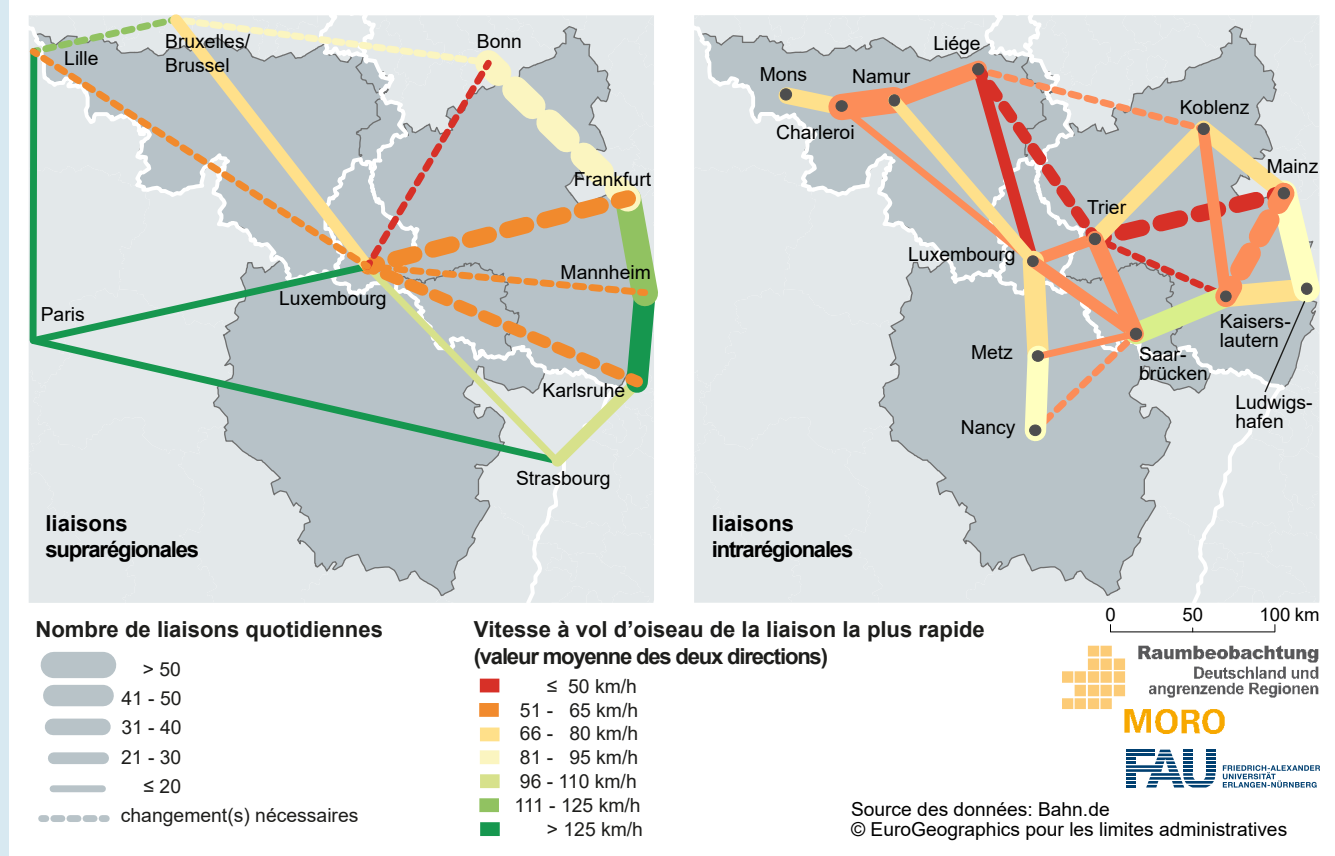 Bruxelles/
Brussel
Lille
Bonn
Frankfurt
Mannheim
Luxembourg
Paris
Karlsruhe
Strasbourg
liaisons
suprarégionales
Liége
Mons
Namur
Charleroi
Koblenz
Mainz
Trier
Luxembourg
Metz
Kaisers-
lautern
Saar-
brücken
Ludwigs-
hafen
Nancy
liaisons
intrarégionales
Nombre de liaisons quotidiennes
> 50
41 - 50
31 - 40
21 - 30
≤ 20
changement(s) nécessaires
Vitesse à vol d'oiseau de la liaison la plus rapide
(valeur moyenne des deux directions)
≤ 50 km/h
51 - 65 km/h
66 - 80 km/h
81 - 95 km/h
96 - 110 km/h
111 - 125 km/h
> 125 km/h
0 50 100 km
Raumbeobachtung
Deutschland und
angrenzende Regionen
MORO
FAU
FRIEDRICH-ALEXANDER
UNIVERSITÄT
ERLANGEN-NÜRNBERG
Source des données: Bahn.de
© EuroGeographics pour les limites administratives